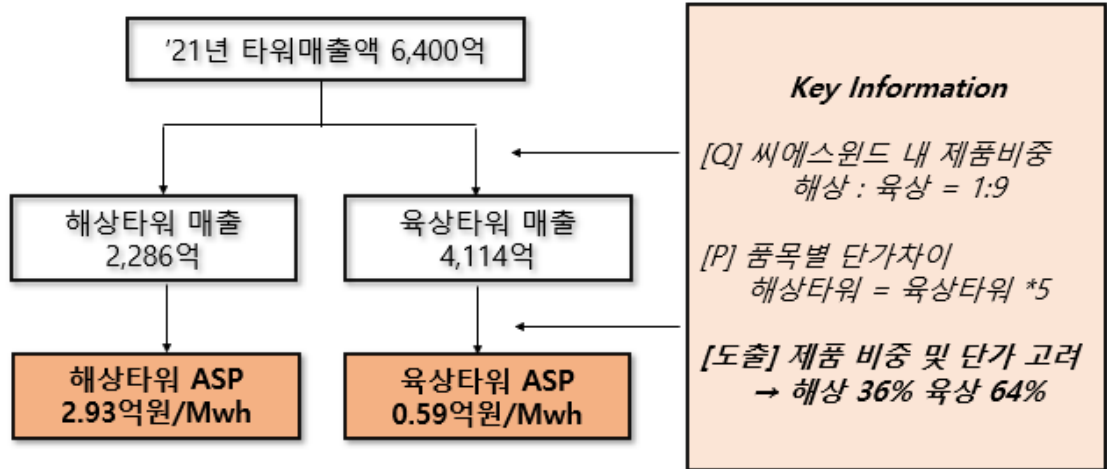 '21년 타워매출액 6,400억
해상타워 매출
2,286억
육상타워 매출
4,114억
해상타워 ASP
2.93억원/Mwh
육상타워 ASP
0.59억원/Mwh
Key Information
[Q] 씨에스윈드 내 제품비중
해상 : 육상 = 1:9
[P] 품목별 단가차이
해상타워 = 육상타워 *5
[도출] 제품 비중 및 단가 고려
→ 해상 36% 육상 64%